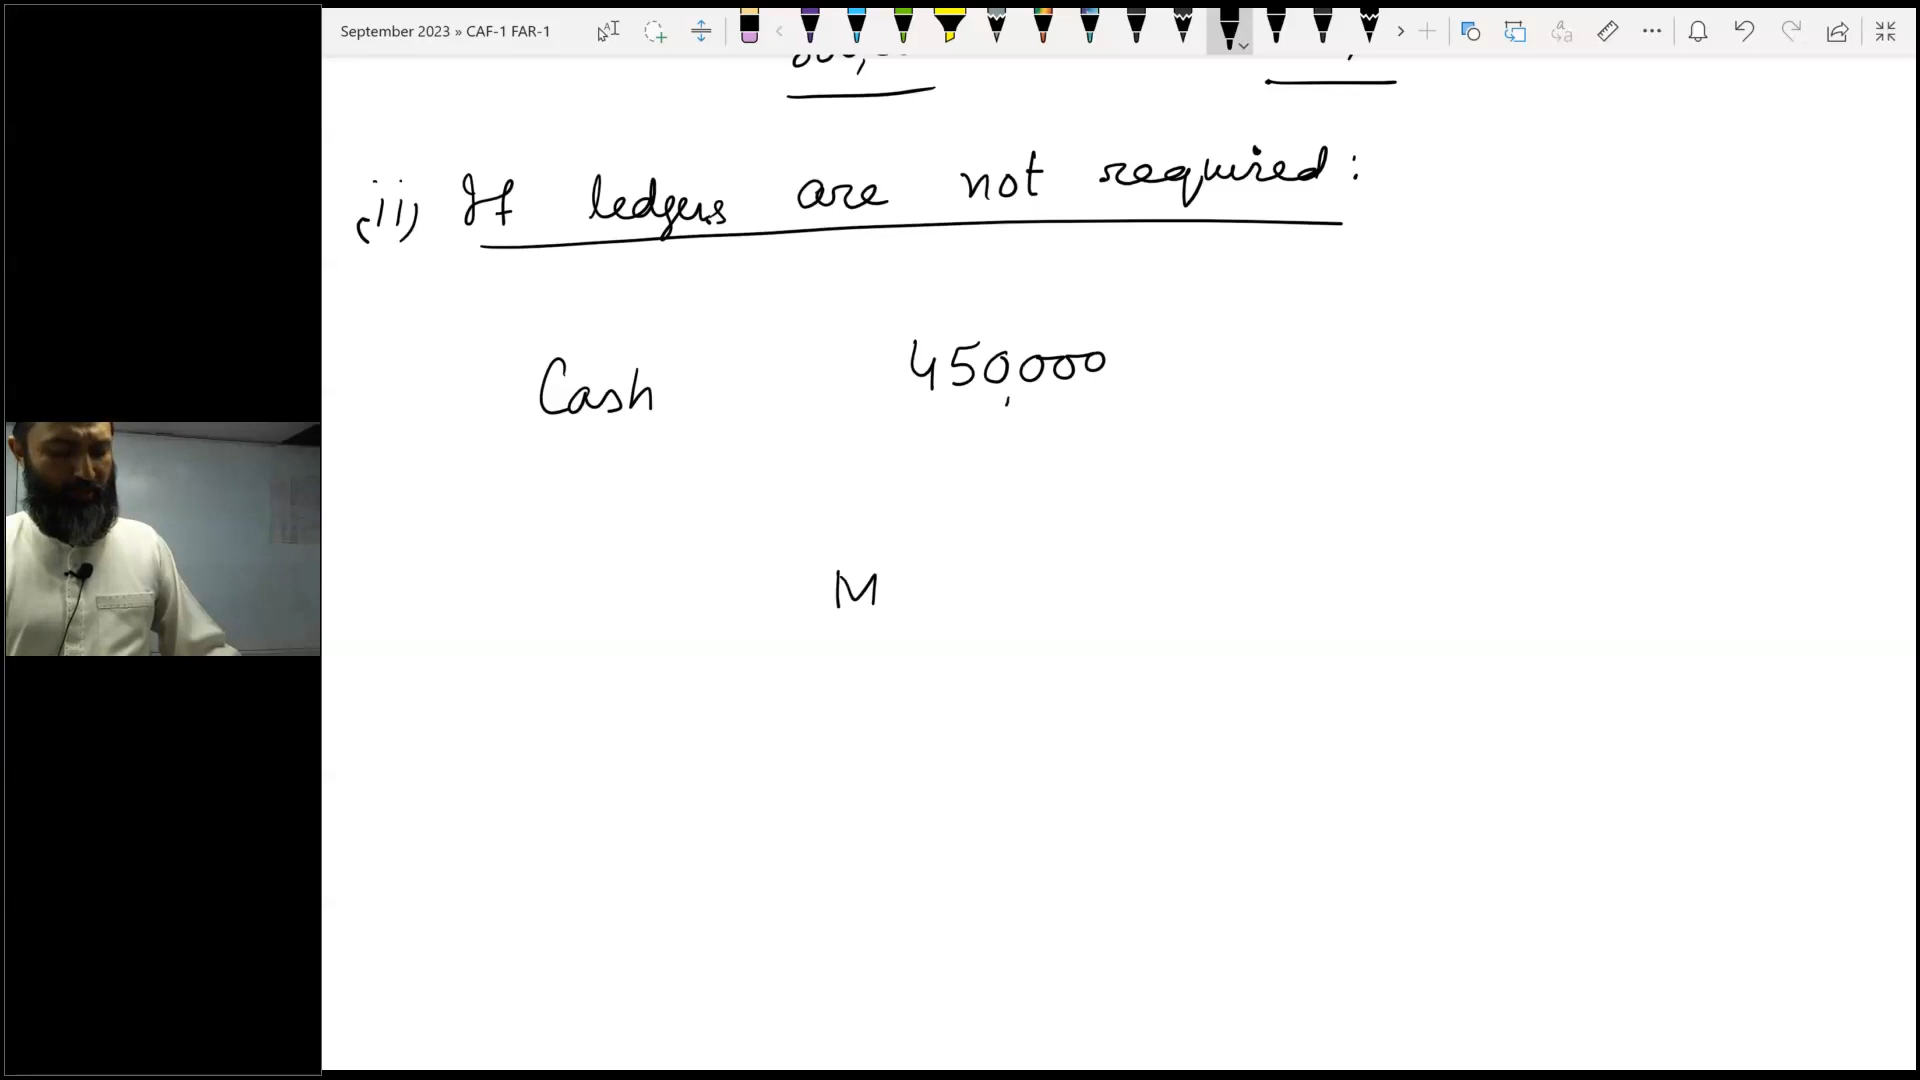 September 2023 » CAF-1 FAR-1
(ii) If ledgers are not required:
Cash 450,000
M